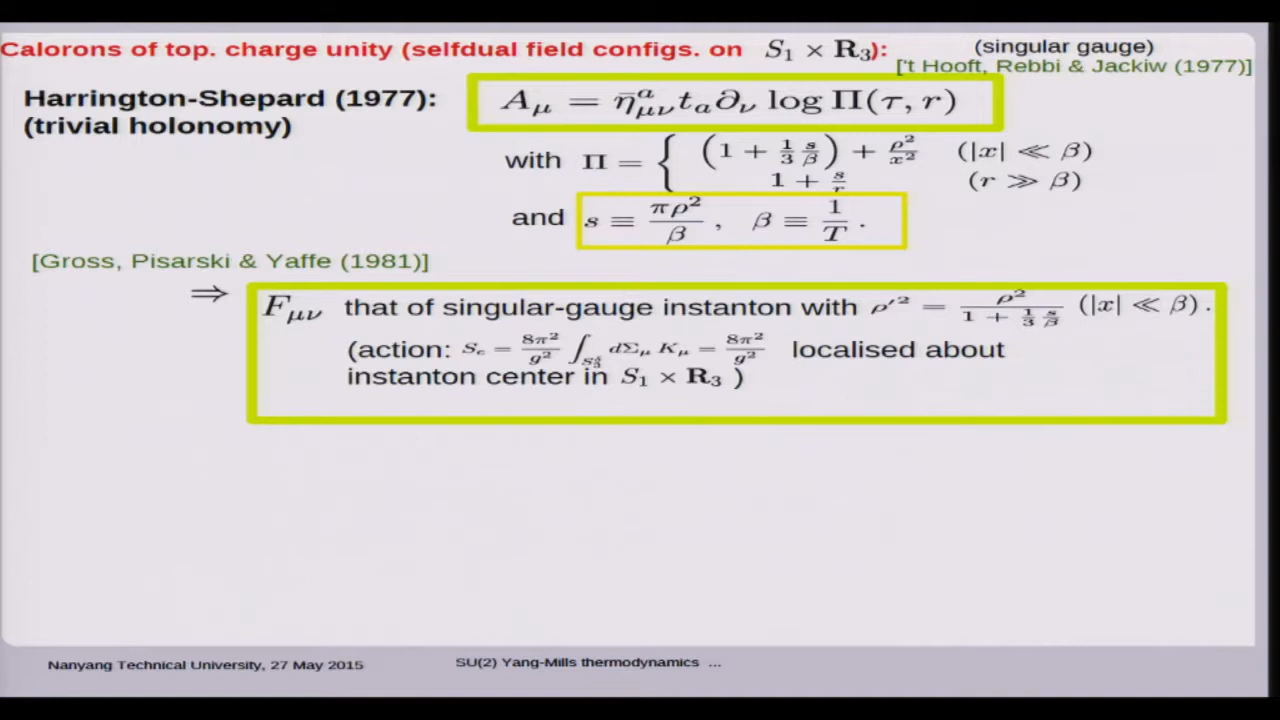 Calorons of top. charge unity (selfdual field configs. on S₁ × R₃):
(singular gauge)
['t Hooft, Rebbi & Jackiw (1977)]
Harrington-Shepard (1977):
(trivial holonomy)
A_μ = η̄^a_μν t_a ∂_ν log Π(τ, r)
with Π = { (1 + 1/3 s/β) + ρ²/x² (|x| ≪ β)
1 + s/r (r ≫ β)
and s ≡ πρ²/β , β ≡ 1/T .
[Gross, Pisarski & Yaffe (1981)]
⇒ F_μν that of singular-gauge instanton with ρ'² = ρ²/(1 + 1/3 s/β) (|x| ≪ β) .
(action: S_c = 8π²/g² ∫ dΣ_μ K_μ = 8π²/g² localised about
instanton center in S₁ × R₃ )
Nanyang Technical University, 27 May 2015
SU(2) Yang-Mills thermodynamics ...